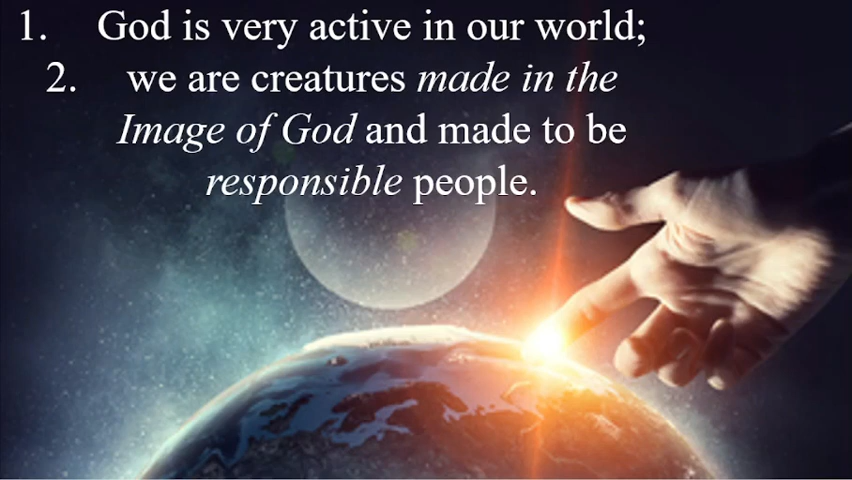 1. God is very active in our world;
2. we are creatures made in the
Image of God and made to be
responsible people.